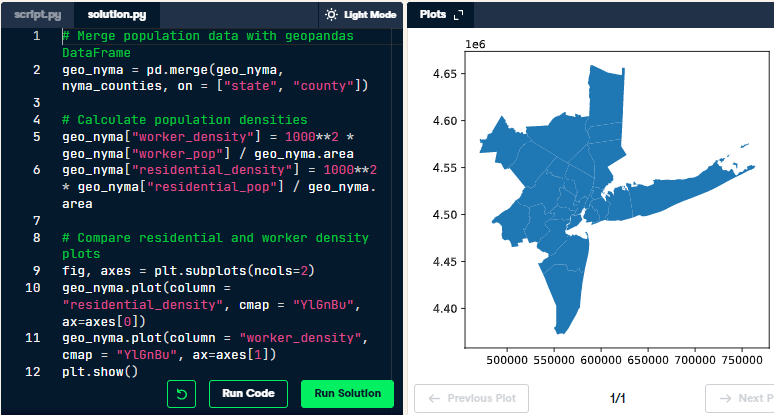 script.py
solution.py
Light Mode
1 # Merge population data with geopandas
DataFrame
2 geo_nyma = pd.merge(geo_nyma,
nyma_counties, on = ["state", "county"])
3
4 # Calculate population densities
5 geo_nyma["worker_density"] = 1000**2 *
geo_nyma["worker_pop"] / geo_nyma.area
6 geo_nyma["residential_density"] = 1000**2
* geo_nyma["residential_pop"] / geo_nyma.
area
7
8 # Compare residential and worker density
plots
9 fig, axes = plt.subplots(ncols=2)
10 geo_nyma.plot(column =
"residential_density", cmap = "YlGnBu",
ax=axes[0])
11 geo_nyma.plot(column = "worker_density",
cmap = "YlGnBu", ax=axes[1])
12 plt.show()
Run Code
Run Solution
Plots
1e6
4.65
4.60
4.55
4.50
4.45
4.40
500000 550000 600000 650000 700000 750000
← Previous Plot
1/1
→ Next P